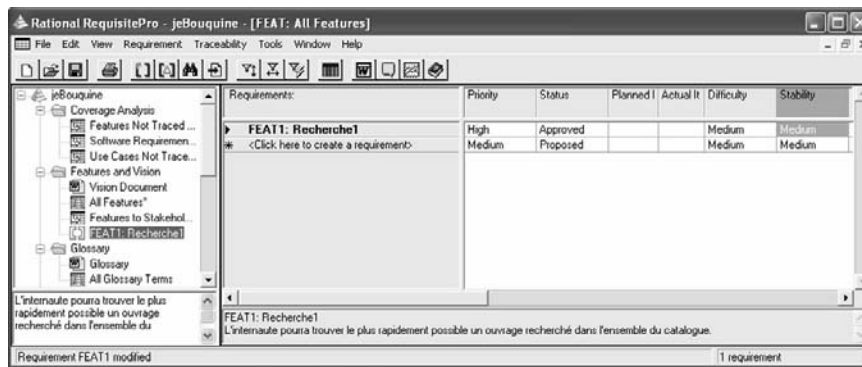 Rational RequisitePro - jeBouquine - [FEAT: All Features]
File Edit View Requirement Traceability Tools Window Help
jeBouquine
Coverage Analysis
Features Not Traced ...
Software Requiremen...
Use Cases Not Trace...
Features and Vision
Vision Document
All Features*
Features to Stakehol...
FEAT1: Recherche1
Glossary
Glossary
All Glossary Terms
L'internaute pourra trouver le plus
rapidement possible un ouvrage
recherché dans l'ensemble du
Requirements: Priority Status Planned I Actual It Difficulty Stability
FEAT1: Recherche1 High Approved Medium Medium
<Click here to create a requirement> Medium Proposed Medium Medium
FEAT1: Recherche1
L'internaute pourra trouver le plus rapidement possible un ouvrage recherché dans l'ensemble du catalogue.
Requirement FEAT1 modified 1 requirement